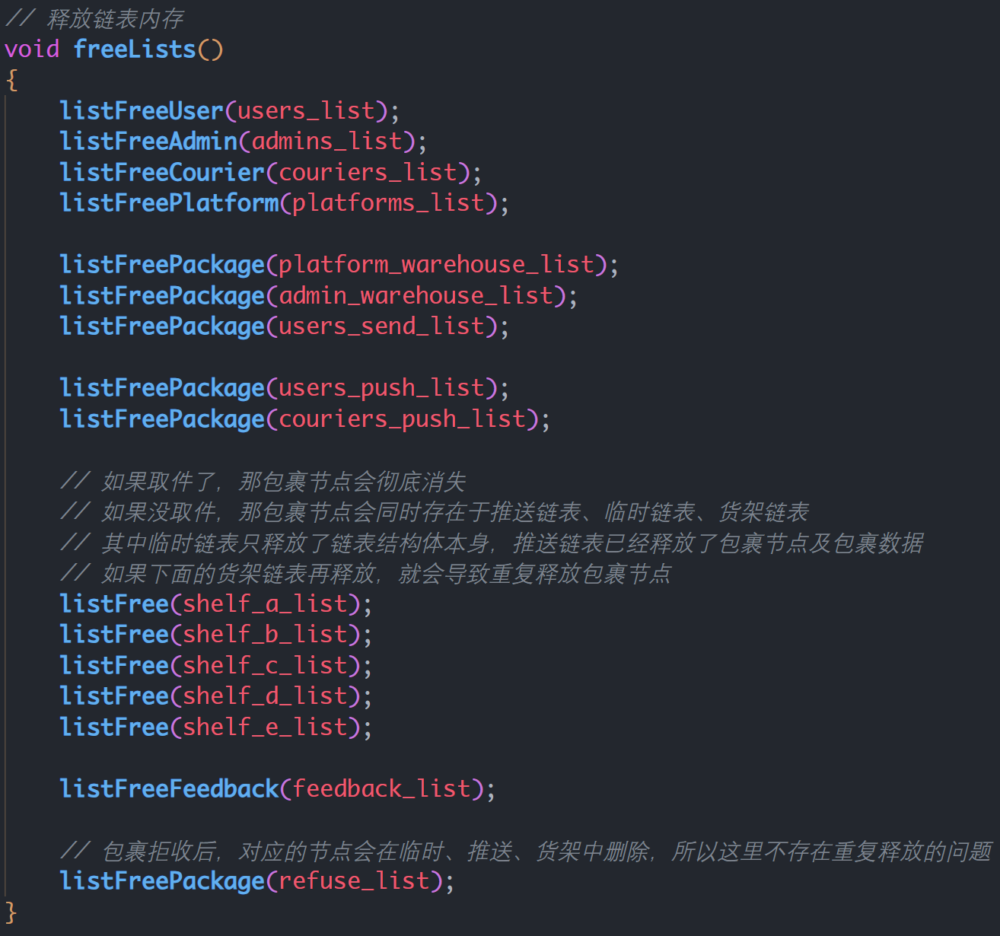 // 释放链表内存
void freeLists()
{
    listFreeUser(users_list);
    listFreeAdmin(admins_list);
    listFreeCourier(couriers_list);
    listFreePlatform(platforms_list);

    listFreePackage(platform_warehouse_list);
    listFreePackage(admin_warehouse_list);
    listFreePackage(users_send_list);

    listFreePackage(users_push_list);
    listFreePackage(couriers_push_list);

    // 如果取件了，那包裹节点会彻底消失
    // 如果没取件，那包裹节点会同时存在于推送链表、临时链表、货架链表
    // 其中临时链表只释放了链表结构体本身，推送链表已经释放了包裹节点及包裹数据
    // 如果下面的货架链表再释放，就会导致重复释放包裹节点
    listFree(shelf_a_list);
    listFree(shelf_b_list);
    listFree(shelf_c_list);
    listFree(shelf_d_list);
    listFree(shelf_e_list);

    listFreeFeedback(feedback_list);

    // 包裹拒收后，对应的节点会在临时、推送、货架中删除，所以这里不存在重复释放的问题
    listFreePackage(refuse_list);
}